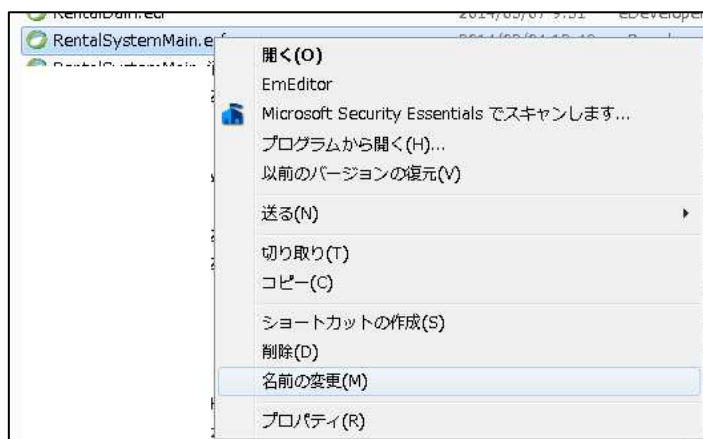 RentalSystemMain.e
開く(O)
EmEditor
Microsoft Security Essentials でスキャンします...
プログラムから開く(H)...
以前のバージョンの復元(V)
送る(N)
切り取り(T)
コピー(C)
ショートカットの作成(S)
削除(D)
名前の変更(M)
プロパティ(R)